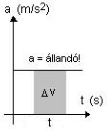 a (m/s²)
a = állandó!
Δv
t (s)
t